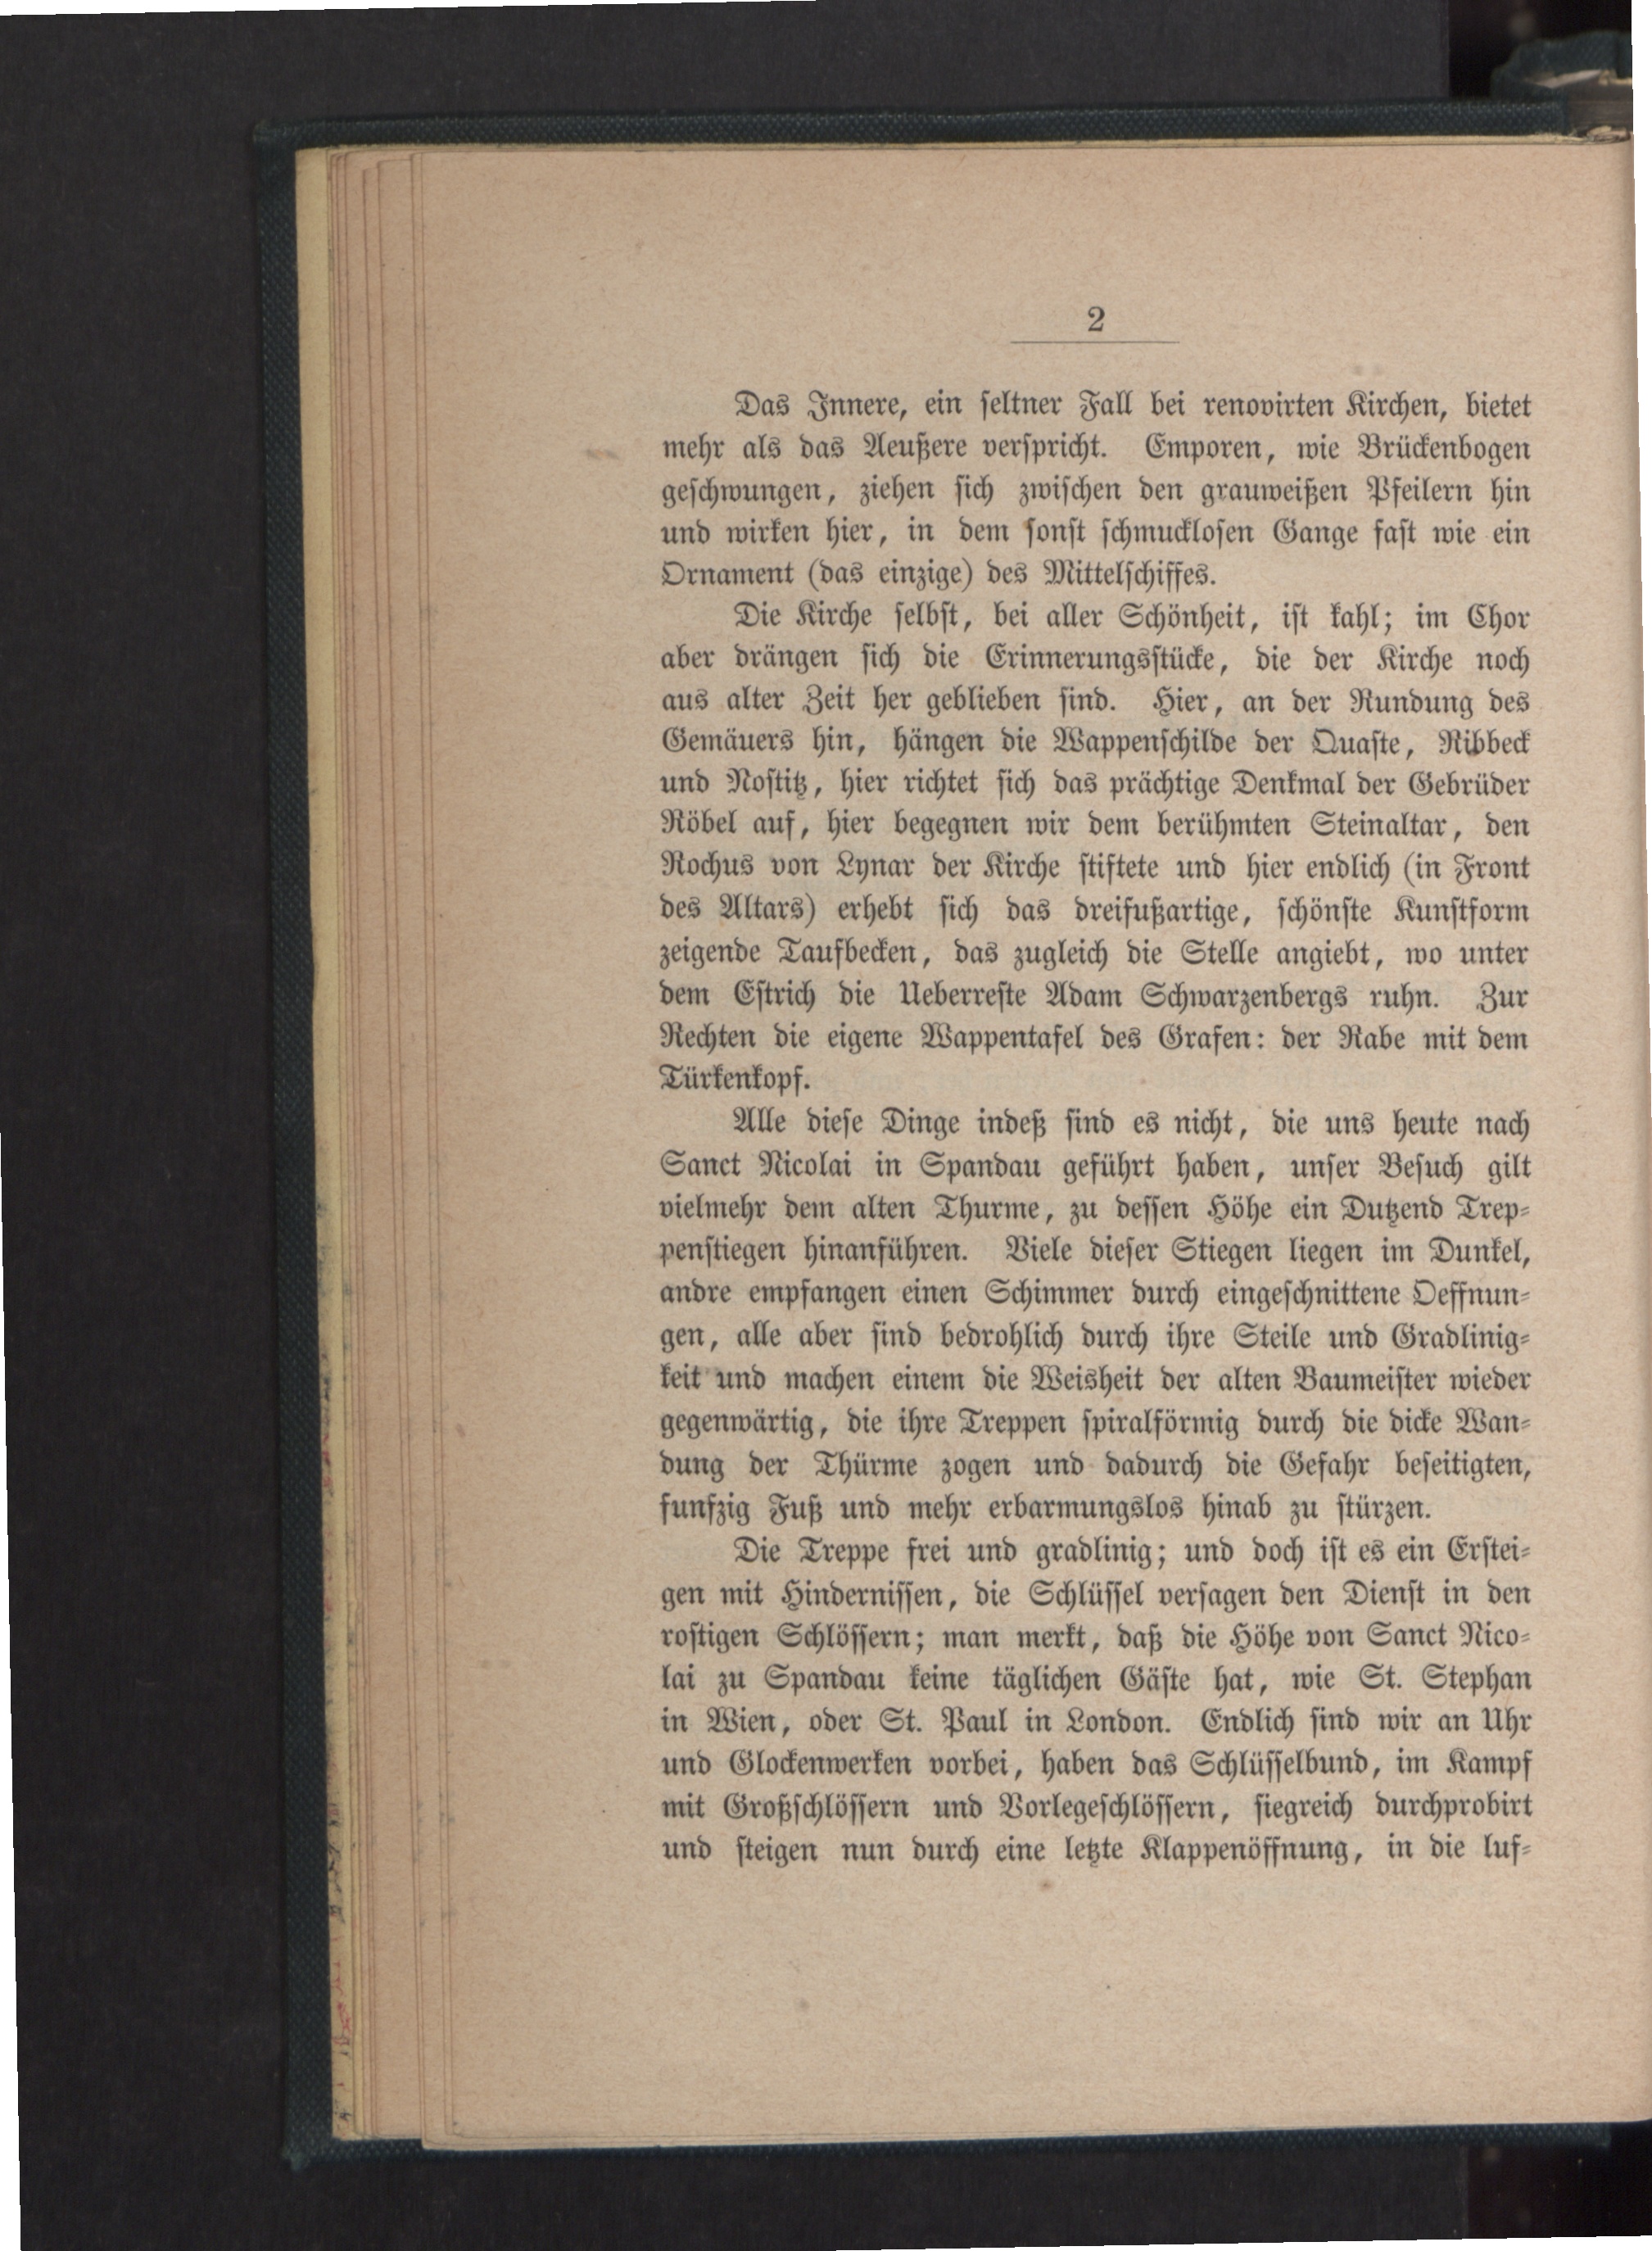 2
Das Innere, ein seltner Fall bei renovirten Kirchen, bietet
mehr als das Aeußere verspricht. Emporen, wie Brückenbogen
geschwungen, ziehen sich zwischen den grauweißen Pfeilern hin
und wirken hier, in dem sonst schmucklosen Gange fast wie ein
Ornament (das einzige) des Mittelschiffes.
Die Kirche selbst, bei aller Schönheit, ist kahl; im Chor
aber drängen sich die Erinnerungsstücke, die der Kirche noch
aus alter Zeit her geblieben sind. Hier, an der Rundung des
Gemäuers hin, hängen die Wappenschilde der Quaste, Ribbeck
und Nostitz, hier richtet sich das prächtige Denkmal der Gebrüder
Röbel auf, hier begegnen wir dem berühmten Steinaltar, den
Rochus von Lynar der Kirche stiftete und hier endlich (in Front
des Altars) erhebt sich das dreifußartige, schönste Kunstform
zeigende Taufbecken, das zugleich die Stelle angiebt, wo unter
dem Estrich die Ueberreste Adam Schwarzenbergs ruhn. Zur
Rechten die eigene Wappentafel des Grafen: der Rabe mit dem
Türkenkopf.
Alle diese Dinge indeß sind es nicht, die uns heute nach
Sanct Nicolai in Spandau geführt haben, unser Besuch gilt
vielmehr dem alten Thurme, zu dessen Höhe ein Dutzend Trep-
penstiegen hinanführen. Viele dieser Stiegen liegen im Dunkel,
andre empfangen einen Schimmer durch eingeschnittene Oeffnun-
gen, alle aber sind bedrohlich durch ihre Steile und Gradlinig-
keit und machen einem die Weisheit der alten Baumeister wieder
gegenwärtig, die ihre Treppen spiralförmig durch die dicke Wan-
dung der Thürme zogen und dadurch die Gefahr beseitigten,
funfzig Fuß und mehr erbarmungslos hinab zu stürzen.
Die Treppe frei und gradlinig; und doch ist es ein Erstei-
gen mit Hindernissen, die Schlüssel versagen den Dienst in den
rostigen Schlössern; man merkt, daß die Höhe von Sanct Nico-
lai zu Spandau keine täglichen Gäste hat, wie St. Stephan
in Wien, oder St. Paul in London. Endlich sind wir an Uhr
und Glockenwerken vorbei, haben das Schlüsselbund, im Kampf
mit Großschlössern und Vorlegeschlössern, siegreich durchprobirt
und steigen nun durch eine letzte Klappenöffnung, in die luf-